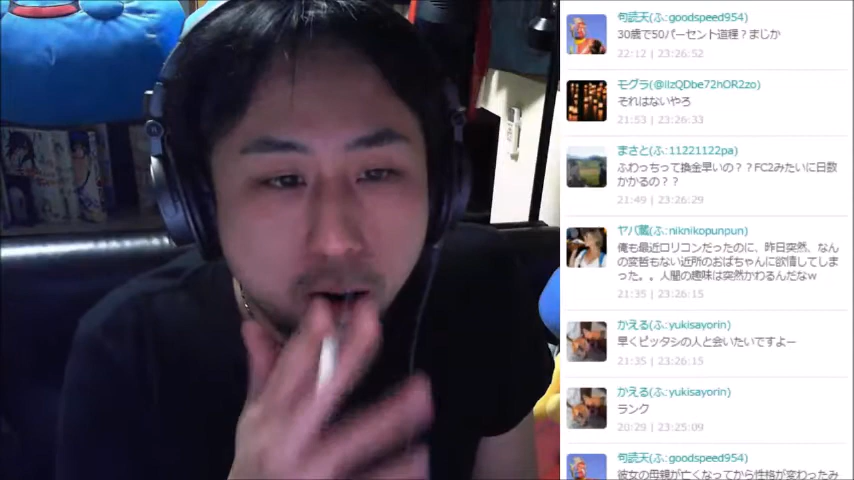 句読天(ふ:goodspeed954)
30歳で50パーセント道程？まじか
22:12 | 23:26:52
モグラ(@IIzQDbe72hOR2zo)
それはないやろ
21:53 | 23:26:33
まさと(ふ:11221122pa)
ふわっちって換金早いの？？FC2みたいに日数
かかるの？？
21:49 | 23:26:29
ヤバ蔵(ふ:niknikopunpun)
俺も最近ロリコンだったのに、昨日突然、なん
の変哲もない近所のおばちゃんに欲情してしま
った。。人間の趣味は突然かわるんだなw
21:35 | 23:26:15
かえる(ふ:yukisayorin)
早くピッタシの人と会いたいですよー
21:35 | 23:26:15
かえる(ふ:yukisayorin)
ランク
20:29 | 23:25:09
句読天(ふ:goodspeed954)
彼女の母親が亡くなってから性格が変わったみ